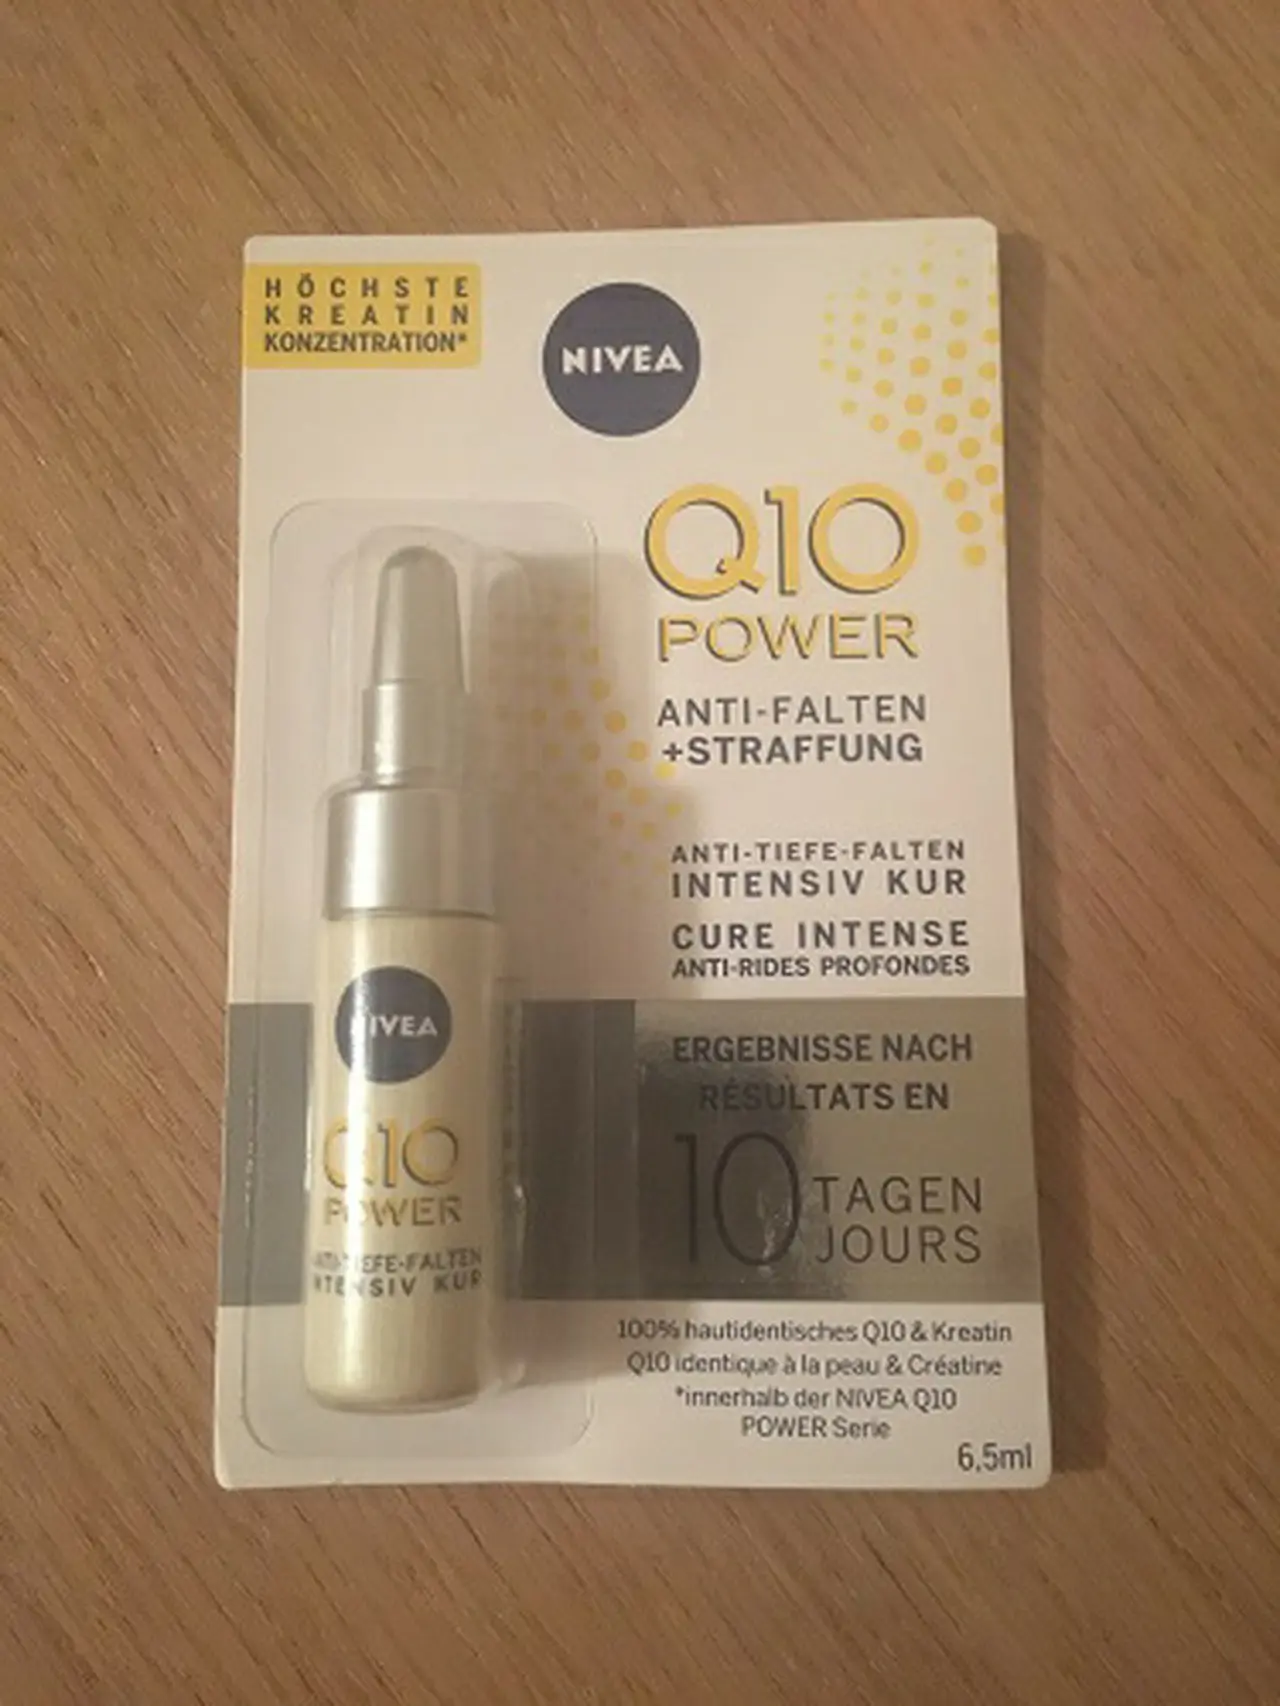 HÖCHSTE
KREATIN
KONZENTRATION*
NIVEA
Q10
POWER
ANTI-FALTEN
+STRAFFUNG
ANTI-TIEFE-FALTEN
INTENSIV KUR
CURE INTENSE
ANTI-RIDES PROFONDES
ERGEBNISSE NACH
RÉSULTATS EN
10 TAGEN
JOURS
100% hautidentisches Q10 & Kreatin
Q10 identique à la peau & Créatine
*innerhalb der NIVEA Q10
POWER Serie
6,5ml
NIVEA
Q10
POWER
ANTI-TIEFE-FALTEN
INTENSIV KUR